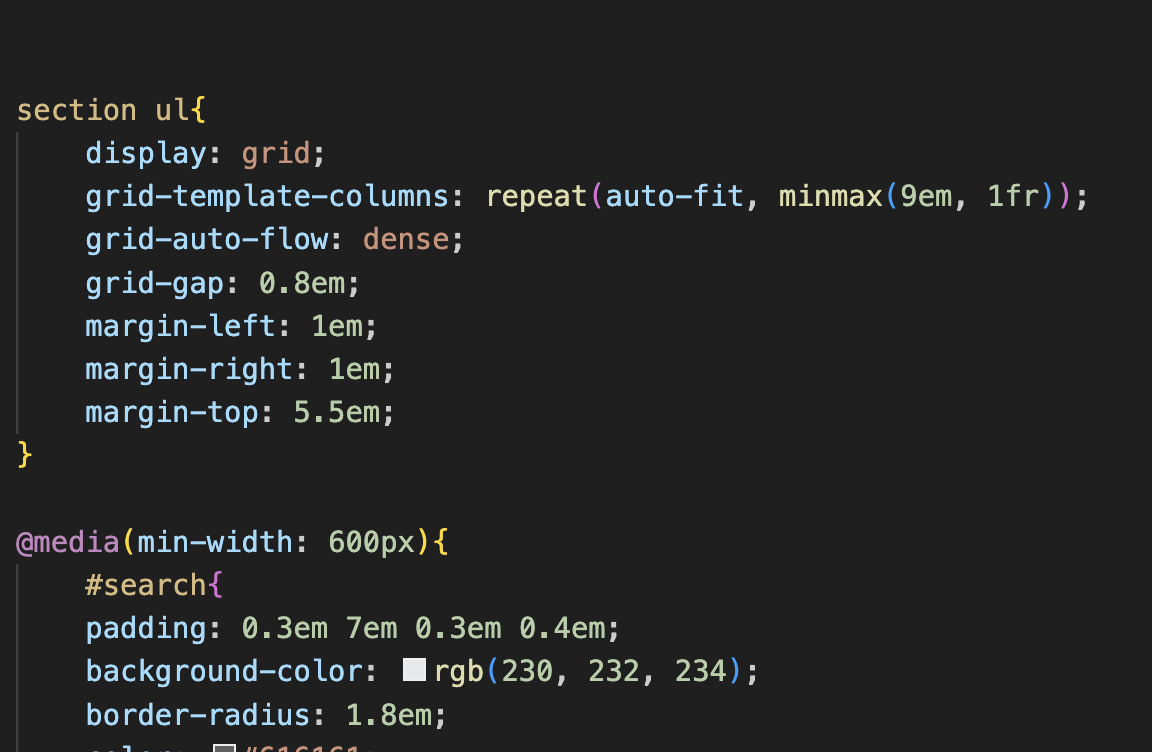 section ul{
display: grid;
grid-template-columns: repeat(auto-fit, minmax(9em, 1fr));
grid-auto-flow: dense;
grid-gap: 0.8em;
margin-left: 1em;
margin-right: 1em;
margin-top: 5.5em;
}
@media(min-width: 600px){
#search{
padding: 0.3em 7em 0.3em 0.4em;
background-color: rgb(230, 232, 234);
border-radius: 1.8em;